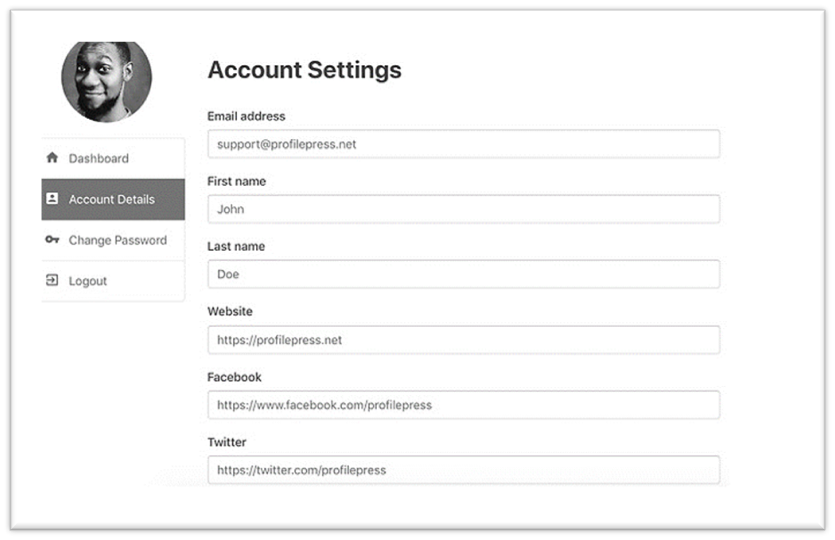 Account Settings
Dashboard
Account Details
Change Password
Logout
Email address
support@profilepress.net
First name
John
Last name
Doe
Website
https://profilepress.net
Facebook
https://www.facebook.com/profilepress
Twitter
https://twitter.com/profilepress